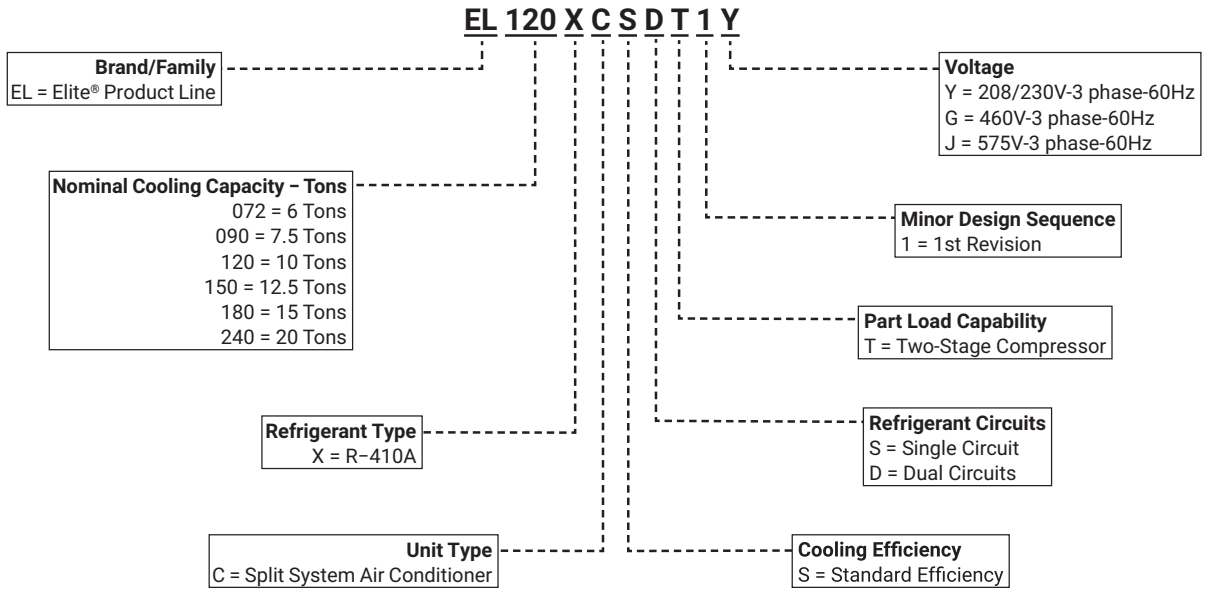 EL 120 X C S D T 1 Y
Brand/Family
EL = Elite® Product Line
Voltage
Y = 208/230V-3 phase-60Hz
G = 460V-3 phase-60Hz
J = 575V-3 phase-60Hz
Nominal Cooling Capacity − Tons
072 = 6 Tons
090 = 7.5 Tons
120 = 10 Tons
150 = 12.5 Tons
180 = 15 Tons
240 = 20 Tons
Minor Design Sequence
1 = 1st Revision
Part Load Capability
T = Two-Stage Compressor
Refrigerant Type
X = R−410A
Refrigerant Circuits
S = Single Circuit
D = Dual Circuits
Unit Type
C = Split System Air Conditioner
Cooling Efficiency
S = Standard Efficiency